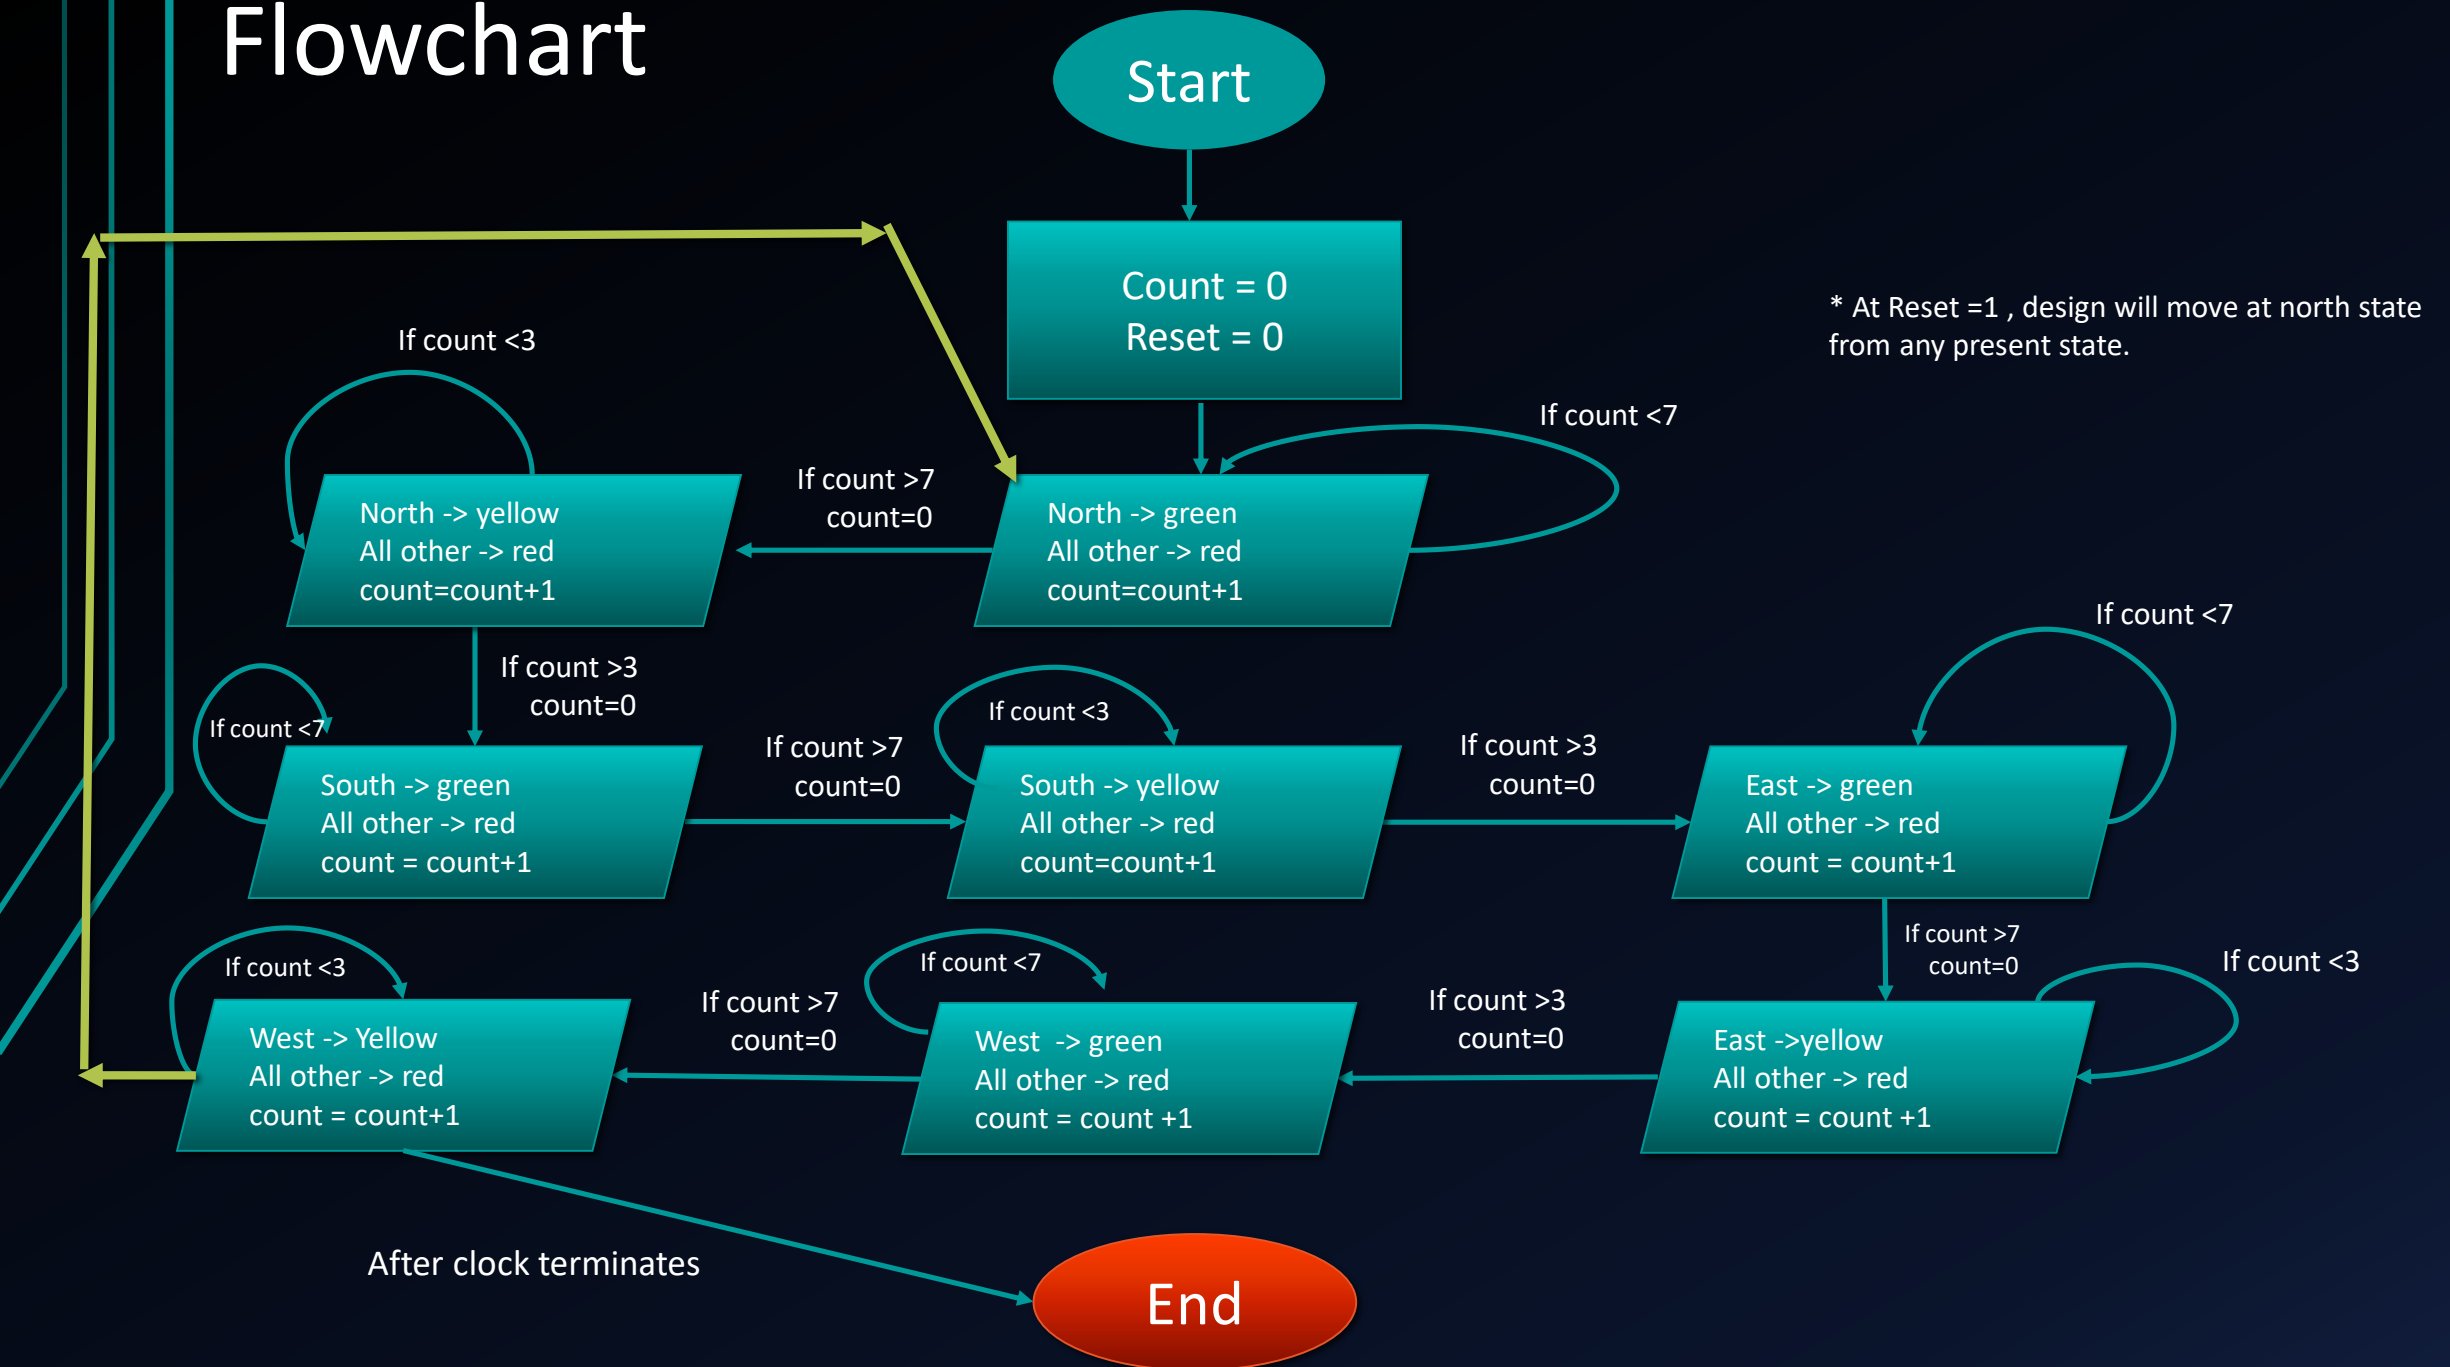 Flowchart
Start
Count = 0
Reset = 0
* At Reset =1 , design will move at north state
from any present state.
If count <3
If count <7
If count >7
count=0
North -> yellow
All other -> red
count=count+1
North -> green
All other -> red
count=count+1
If count <7
If count >3
count=0
If count <7
If count <3
If count >7
count=0
If count >3
count=0
South -> green
All other -> red
count = count+1
South -> yellow
All other -> red
count=count+1
East -> green
All other -> red
count = count+1
If count >7
count=0
If count <3
If count <3
If count <7
If count >7
count=0
If count >3
count=0
West -> Yellow
All other -> red
count = count+1
West  -> green
All other -> red
count = count +1
East ->yellow
All other -> red
count = count +1
After clock terminates
End